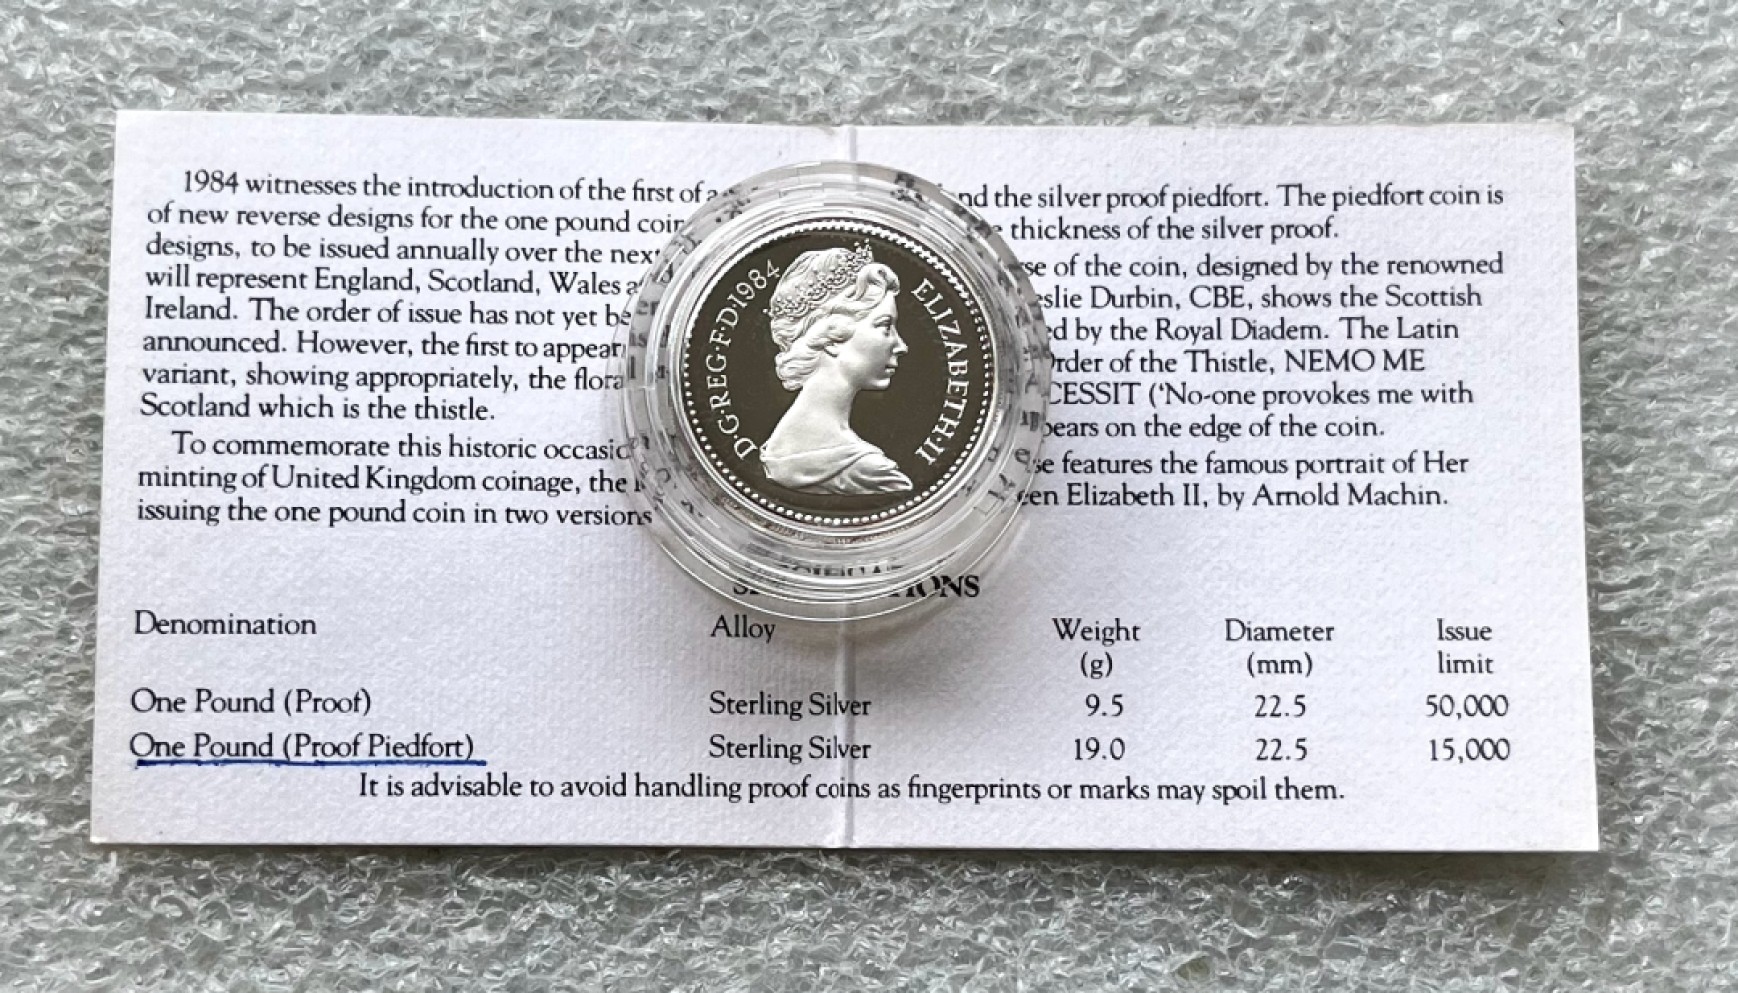 1984 witnesses the introduction of the first of a
of new reverse designs for the one pound coin
designs, to be issued annually over the next
will represent England, Scotland, Wales a
Ireland. The order of issue has not yet be
announced. However, the first to appear
variant, showing appropriately, the flora
Scotland which is the thistle.
To commemorate this historic occasio
minting of United Kingdom coinage, the
issuing the one pound coin in two versions
nd the silver proof piedfort. The piedfort coin is
thickness of the silver proof.
se of the coin, designed by the renowned
eslie Durbin, CBE, shows the Scottish
ed by the Royal Diadem. The Latin
Order of the Thistle, NEMO ME
CESSIT ('No-one provokes me with
pears on the edge of the coin.
se features the famous portrait of Her
een Elizabeth II, by Arnold Machin.
D·G·REG·F·D·1984 ELIZABETH·II
IONS
Denomination Alloy Weight Diameter Issue
(g) (mm) limit
One Pound (Proof) Sterling Silver 9.5 22.5 50,000
One Pound (Proof Piedfort) Sterling Silver 19.0 22.5 15,000
It is advisable to avoid handling proof coins as fingerprints or marks may spoil them.